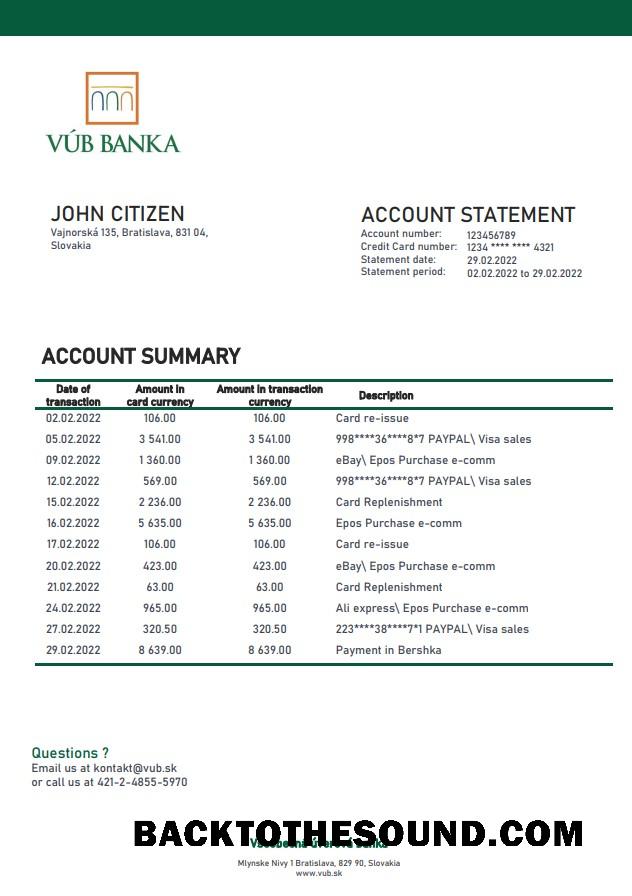 VÚB BANKA
JOHN CITIZEN
Vajnorská 135, Bratislava, 831 04,
Slovakia
ACCOUNT STATEMENT
Account number: 123456789
Credit Card number: 1234 **** **** 4321
Statement date: 29.02.2022
Statement period: 02.02.2022 to 29.02.2022
ACCOUNT SUMMARY
Date of transaction Amount in card currency Amount in transaction currency Description
02.02.2022 106.00 106.00 Card re-issue
05.02.2022 3 541.00 3 541.00 998****36****8*7 PAYPAL\ Visa sales
09.02.2022 1 360.00 1 360.00 eBay\ Epos Purchase e-comm
12.02.2022 569.00 569.00 998****36****8*7 PAYPAL\ Visa sales
15.02.2022 2 236.00 2 236.00 Card Replenishment
16.02.2022 5 635.00 5 635.00 Epos Purchase e-comm
17.02.2022 106.00 106.00 Card re-issue
20.02.2022 423.00 423.00 eBay\ Epos Purchase e-comm
21.02.2022 63.00 63.00 Card Replenishment
24.02.2022 965.00 965.00 Ali express\ Epos Purchase e-comm
27.02.2022 320.50 320.50 223****38****7*1 PAYPAL\ Visa sales
29.02.2022 8 639.00 8 639.00 Payment in Bershka
Questions ?
Email us at kontakt@vub.sk
or call us at 421-2-4855-5970
BACKTOTHESOUND.COM
Mlynske Nivy 1 Bratislava, 829 90, Slovakia
www.vub.sk